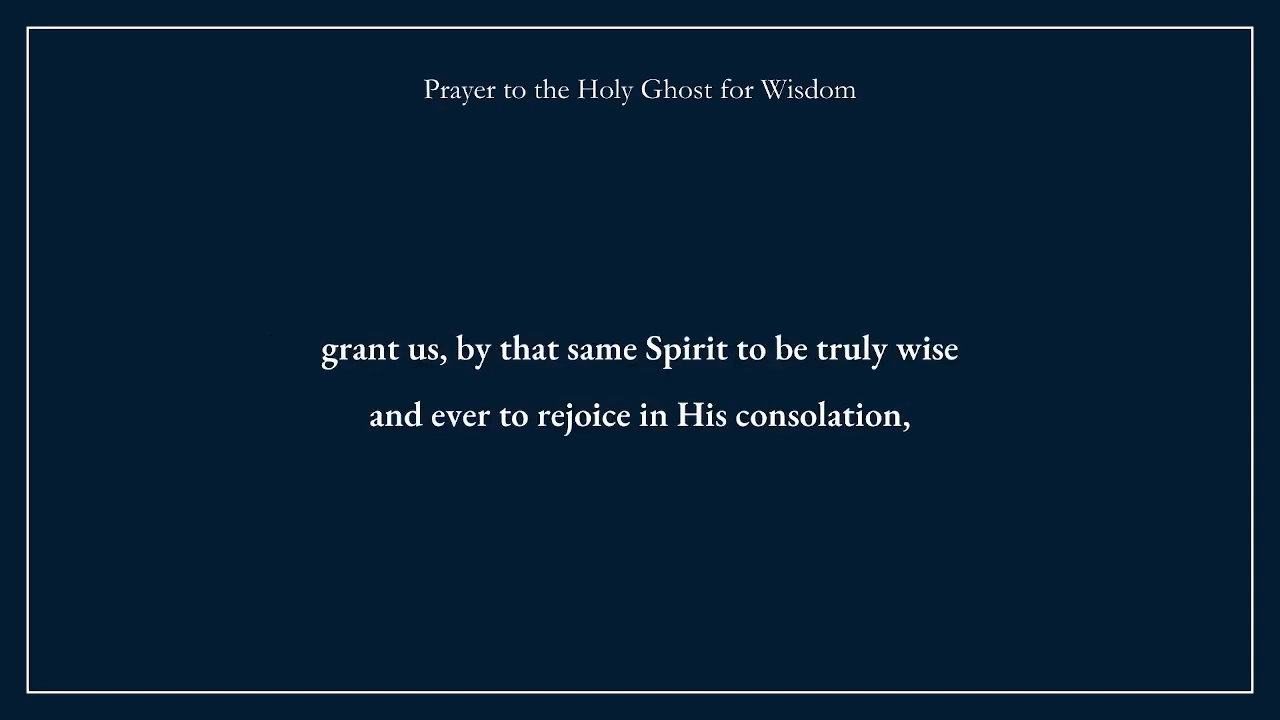 Prayer to the Holy Ghost for Wisdom
grant us, by that same Spirit to be truly wise
and ever to rejoice in His consolation,